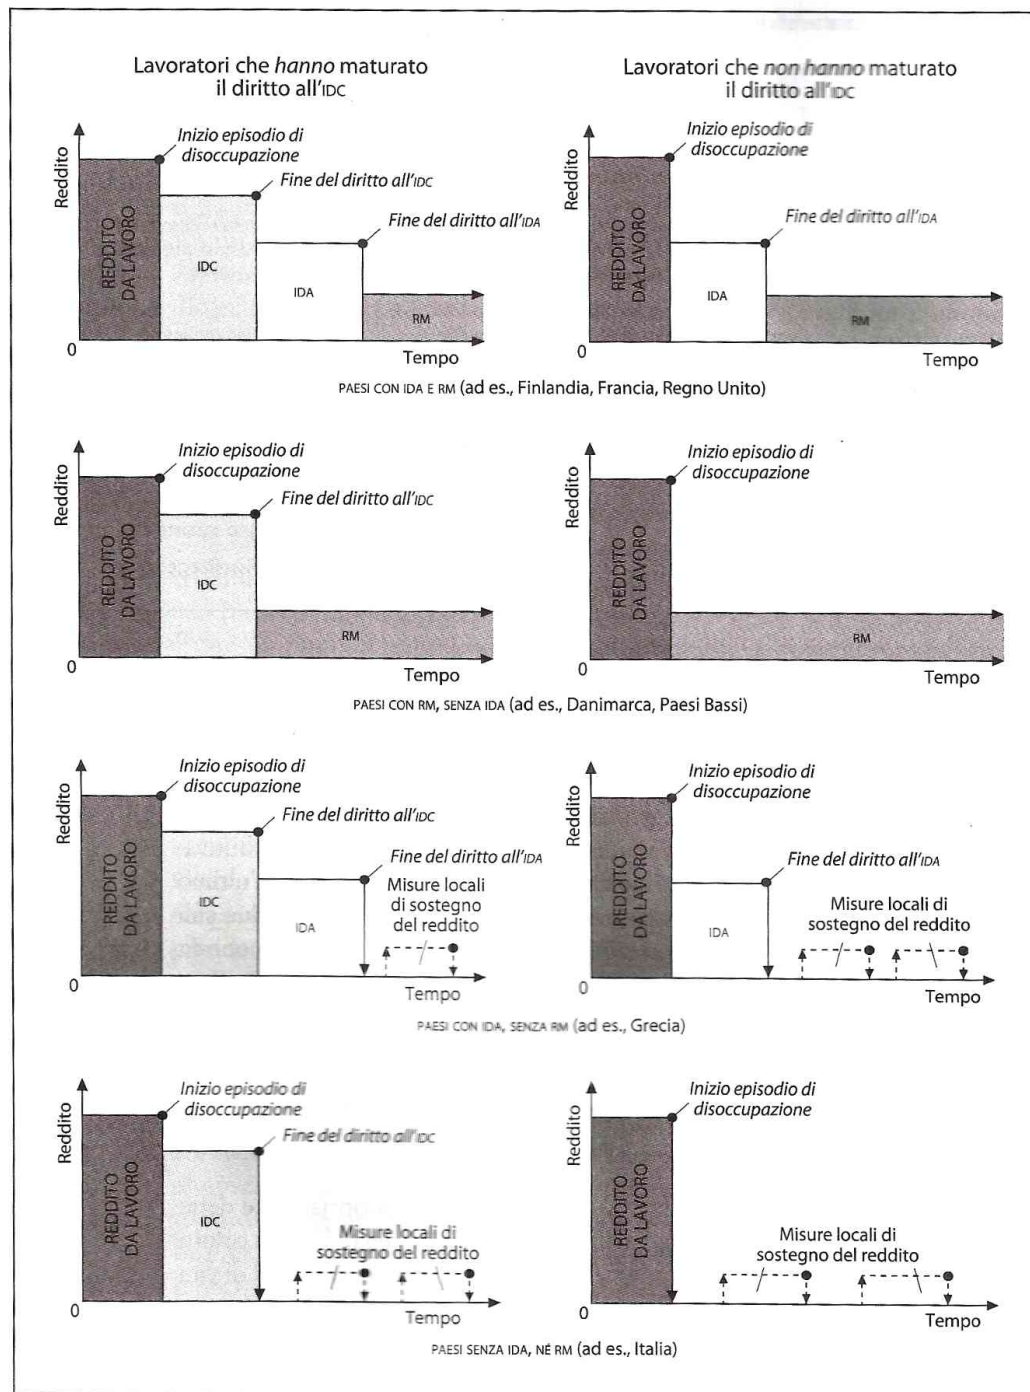 Lavoratori che hanno maturato
il diritto all'IDC
Lavoratori che non hanno maturato
il diritto all'IDC
Reddito
Inizio episodio di
disoccupazione
Fine del diritto all'IDC
Fine del diritto all'IDA
REDDITO
DA LAVORO
IDC
IDA
RM
0
Tempo
Reddito
Inizio episodio di
disoccupazione
Fine del diritto all'IDA
REDDITO
DA LAVORO
IDA
RM
0
Tempo
PAESI CON IDA E RM (ad es., Finlandia, Francia, Regno Unito)
Reddito
Inizio episodio di
disoccupazione
Fine del diritto all'IDC
REDDITO
DA LAVORO
IDC
RM
0
Tempo
Reddito
Inizio episodio di
disoccupazione
REDDITO
DA LAVORO
RM
0
Tempo
PAESI CON RM, SENZA IDA (ad es., Danimarca, Paesi Bassi)
Reddito
Inizio episodio di
disoccupazione
Fine del diritto all'IDC
Fine del diritto all'IDA
Misure locali
di sostegno
del reddito
REDDITO
DA LAVORO
IDC
IDA
0
Tempo
Reddito
Inizio episodio di
disoccupazione
Fine del diritto all'IDA
Misure locali di
sostegno del reddito
REDDITO
DA LAVORO
IDA
0
Tempo
PAESI CON IDA, SENZA RM (ad es., Grecia)
Reddito
Inizio episodio di
disoccupazione
Fine del diritto all'IDC
REDDITO
DA LAVORO
IDC
Misure locali di
sostegno del reddito
0
Tempo
Reddito
Inizio episodio di
disoccupazione
REDDITO
DA LAVORO
Misure locali di
sostegno del reddito
0
Tempo
PAESI SENZA IDA, NÉ RM (ad es., Italia)